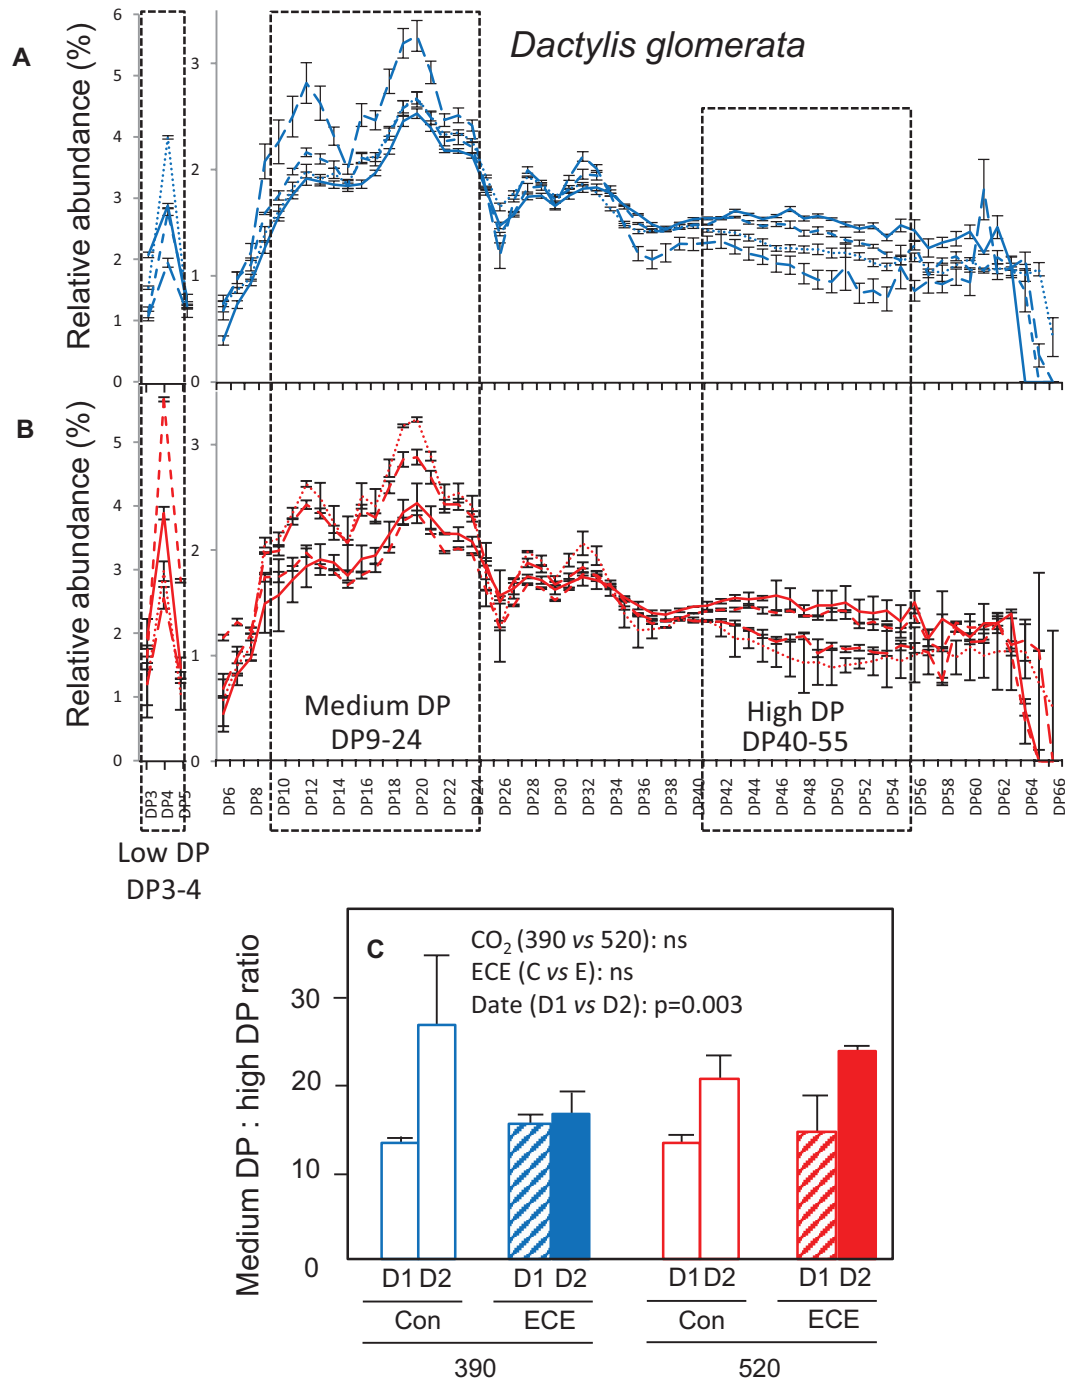 A
Dactylis glomerata
Relative abundance (%)
6
5
4
3
2
1
0
3
2
1
0
B
Relative abundance (%)
5
4
3
2
1
0
3
2
1
0
Medium DP
DP9-24
High DP
DP40-55
DP3 DP4 DP5 DP6 DP8 DP10 DP12 DP14 DP16 DP18 DP20 DP22 DP24 DP26 DP28 DP30 DP32 DP34 DP36 DP38 DP40 DP42 DP44 DP46 DP48 DP50 DP52 DP54 DP56 DP58 DP60 DP62 DP64 DP66
Low DP
DP3-4
C
CO2 (390 vs 520): ns
ECE (C vs E): ns
Date (D1 vs D2): p=0.003
Medium DP : high DP ratio
30
20
10
0
D1 D2 D1 D2 D1 D2 D1 D2
Con ECE Con ECE
390 520